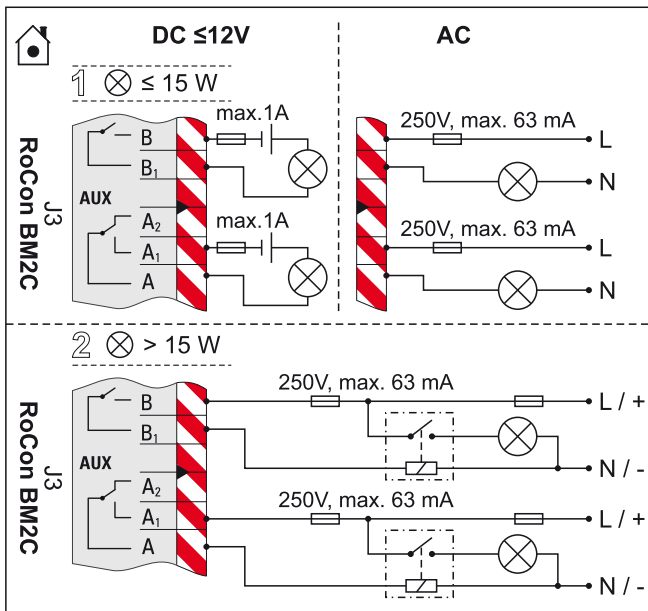 DC ≤12V
AC
1 ≤ 15 W
max.1A
250V, max. 63 mA
B
L
B₁
N
AUX
RoCon BM2C
J3
max.1A
250V, max. 63 mA
A₂
L
A₁
A
N
2 > 15 W
250V, max. 63 mA
B
L / +
B₁
N / -
AUX
RoCon BM2C
J3
A₂
250V, max. 63 mA
A₁
L / +
A
N / -